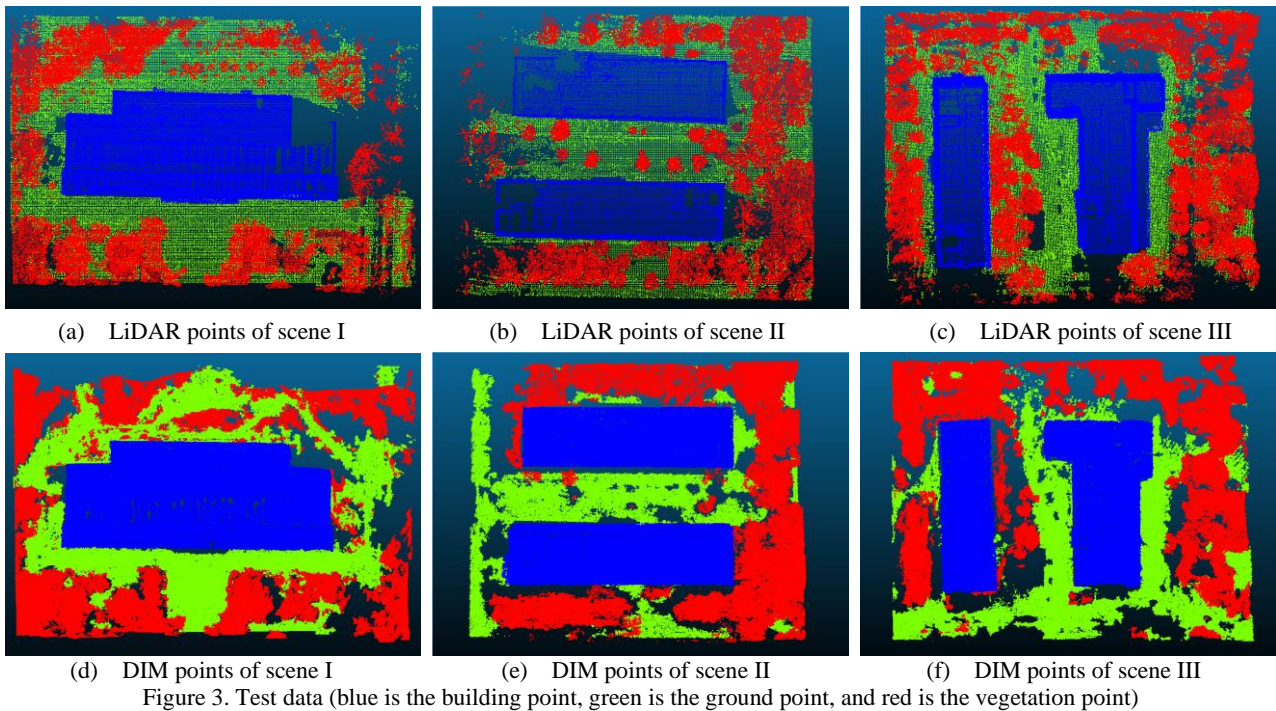 (a) LiDAR points of scene I
(b) LiDAR points of scene II
(c) LiDAR points of scene III
(d) DIM points of scene I
(e) DIM points of scene II
(f) DIM points of scene III
Figure 3. Test data (blue is the building point, green is the ground point, and red is the vegetation point)